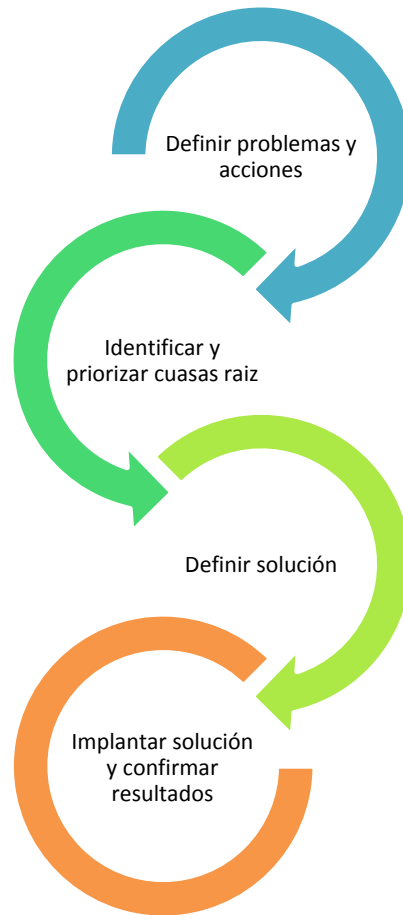 Definir problemas y
acciones
Identificar y
priorizar cuasas raiz
Definir solución
Implantar solución
y confirmar
resultados